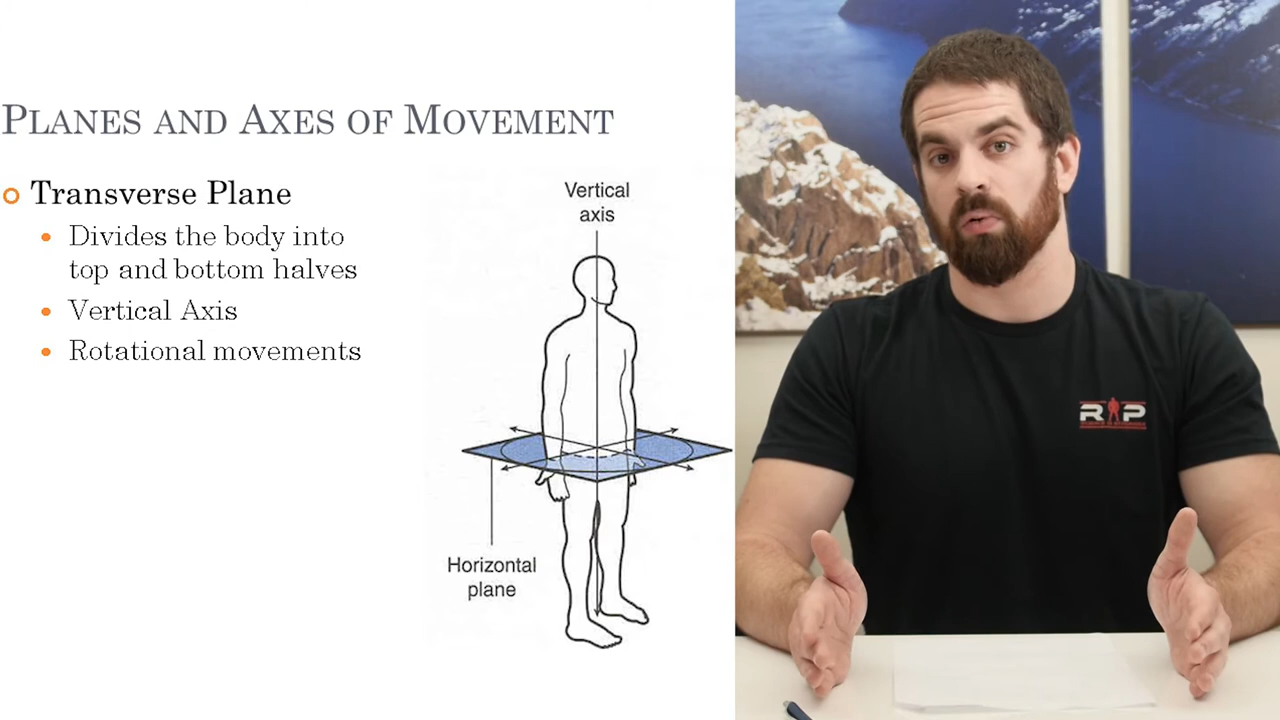 PLANES AND AXES OF MOVEMENT
Transverse Plane
Divides the body into
top and bottom halves
Vertical Axis
Rotational movements
Vertical
axis
Horizontal
plane
R P